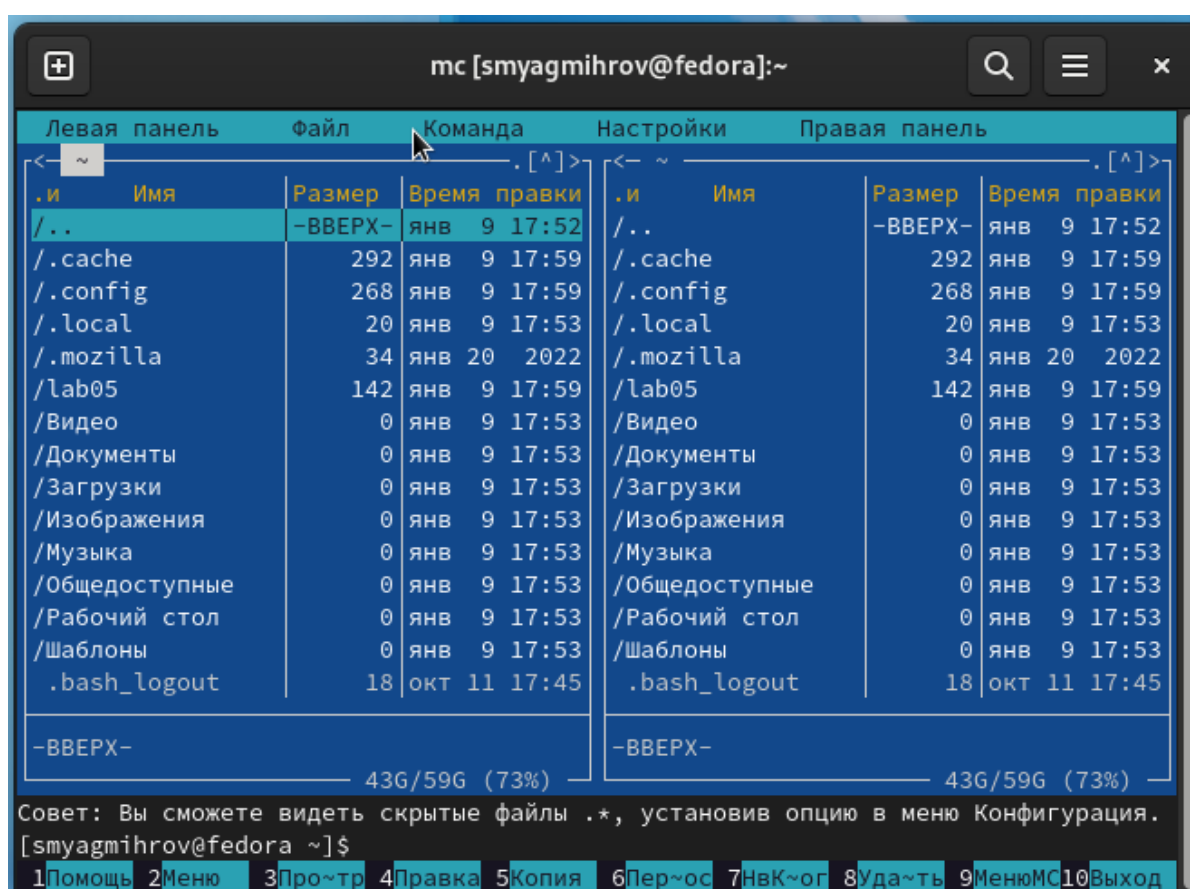 mc [smyagmihrov@fedora]:~
Левая панель Файл Команда Настройки Правая панель
<- ~ .[^]> <- ~ .[^]>
.и Имя Размер Время правки .и Имя Размер Время правки
/.. -ВВЕРХ- янв 9 17:52 /.. -ВВЕРХ- янв 9 17:52
/.cache 292 янв 9 17:59 /.cache 292 янв 9 17:59
/.config 268 янв 9 17:59 /.config 268 янв 9 17:59
/.local 20 янв 9 17:53 /.local 20 янв 9 17:53
/.mozilla 34 янв 20 2022 /.mozilla 34 янв 20 2022
/lab05 142 янв 9 17:59 /lab05 142 янв 9 17:59
/Видео 0 янв 9 17:53 /Видео 0 янв 9 17:53
/Документы 0 янв 9 17:53 /Документы 0 янв 9 17:53
/Загрузки 0 янв 9 17:53 /Загрузки 0 янв 9 17:53
/Изображения 0 янв 9 17:53 /Изображения 0 янв 9 17:53
/Музыка 0 янв 9 17:53 /Музыка 0 янв 9 17:53
/Общедоступные 0 янв 9 17:53 /Общедоступные 0 янв 9 17:53
/Рабочий стол 0 янв 9 17:53 /Рабочий стол 0 янв 9 17:53
/Шаблоны 0 янв 9 17:53 /Шаблоны 0 янв 9 17:53
.bash_logout 18 окт 11 17:45 .bash_logout 18 окт 11 17:45
-ВВЕРХ- -ВВЕРХ-
43G/59G (73%) 43G/59G (73%)
Совет: Вы сможете видеть скрытые файлы .*, установив опцию в меню Конфигурация.
[smyagmihrov@fedora ~]$
1Помощь 2Меню 3Про~тр 4Правка 5Копия 6Пер~ос 7НвК~ог 8Уда~ть 9МенюMC 10Выход